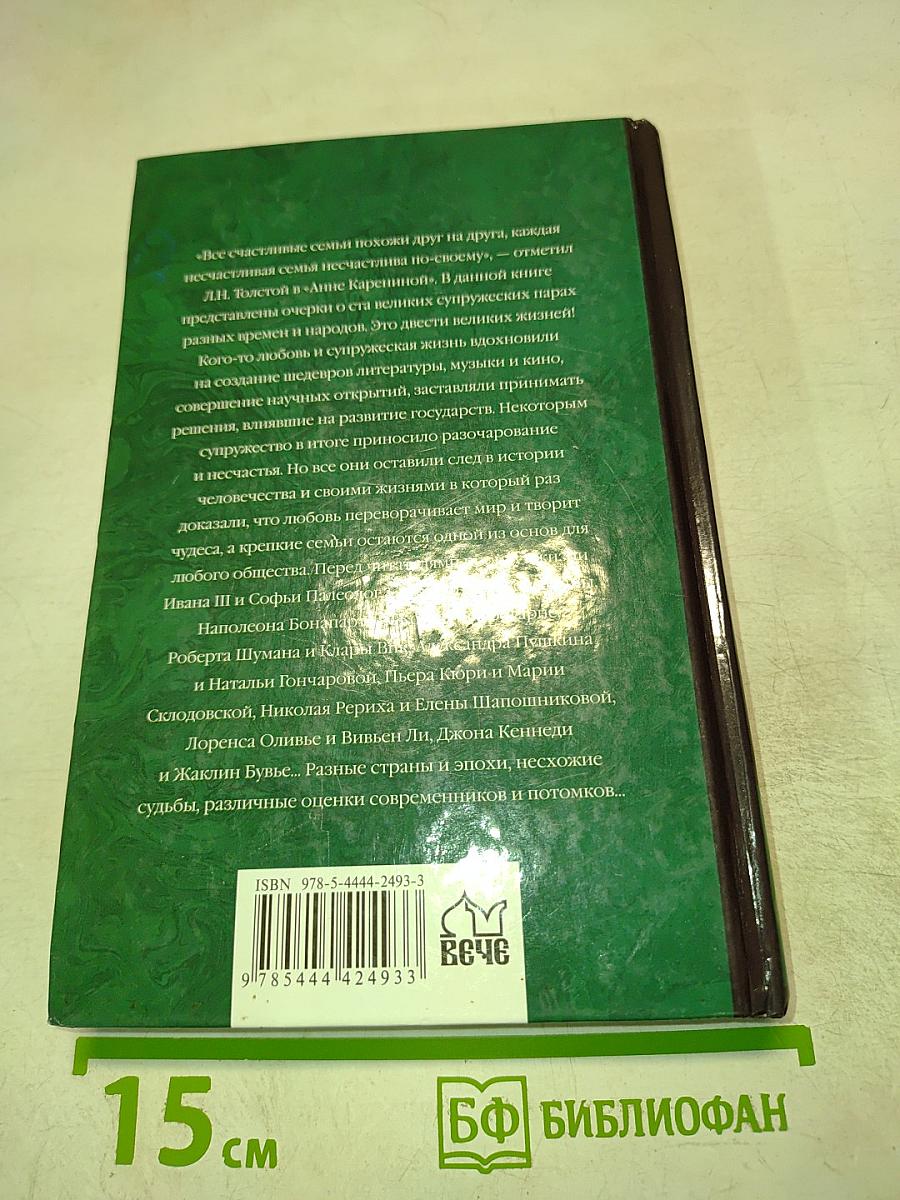 «Все счастливые семьи похожи друг на друга, каждая
несчастливая семья несчастлива по-своему», — отметил
Л.Н. Толстой в «Анне Карениной». В данной книге
представлены очерки о ста великих супружеских парах
разных времен и народов. Это двести великих жизней!
Кого-то любовь и супружеская жизнь вдохновили
на создание шедевров литературы, музыки и кино,
совершение научных открытий, заставляли принимать
решения, влиявшие на развитие государств. Некоторым
супружество в итоге приносило разочарование
и несчастья. Но все они оставили след в истории
человечества и своими жизнями в который раз
доказали, что любовь переворачивает мир и творит
чудеса, а крепкие семьи остаются одной из основ для
любого общества. Перед читателями
Ивана III и Софьи Палеолог
Наполеона Бонапарта
Роберта Шумана и Клары Вик, Александра Пушкина
и Натальи Гончаровой, Пьера Кюри и Марии
Склодовской, Николая Рериха и Елены Шапошниковой,
Лоренса Оливье и Вивьен Ли, Джона Кеннеди
и Жаклин Бувье... Разные страны и эпохи, несхожие
судьбы, различные оценки современников и потомков...
ISBN 978-5-4444-2493-3
ВЕЧЕ
9 785444 424933
15 см
БФ БИБЛИОФАН